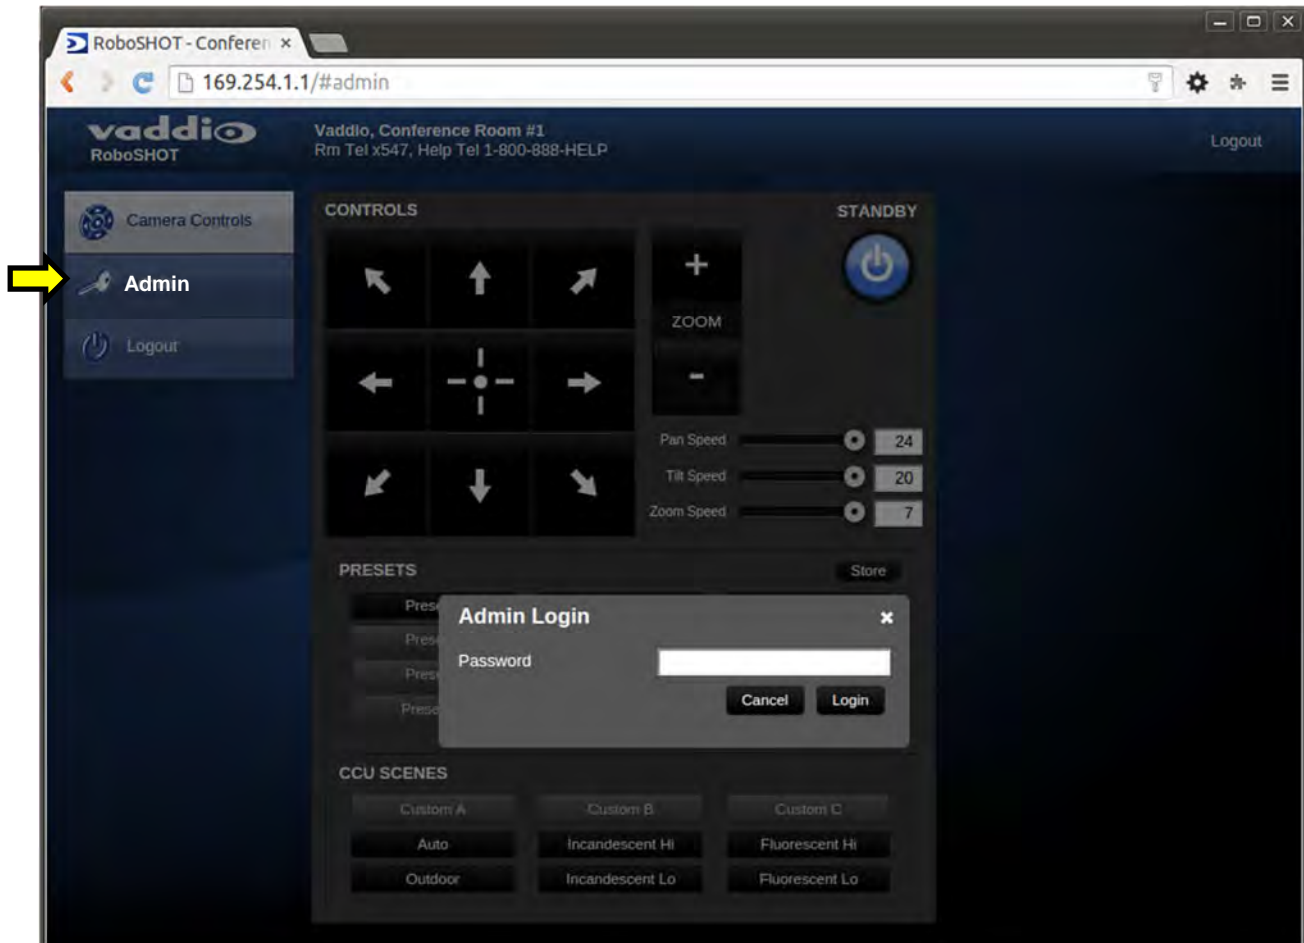 RoboSHOT - Conferen
169.254.1.1/#admin
vaddio
RoboSHOT
Vaddio, Conference Room #1
Rm Tel x547, Help Tel 1-800-888-HELP
Logout
Camera Controls
Admin
Logout
CONTROLS
STANDBY
+
ZOOM
-
Pan Speed 24
Tilt Speed 20
Zoom Speed 7
PRESETS
Store
Admin Login
Password
Cancel Login
CCU SCENES
Custom A Custom B Custom C
Auto Incandescent Hi Fluorescent Hi
Outdoor Incandescent Lo Fluorescent Lo